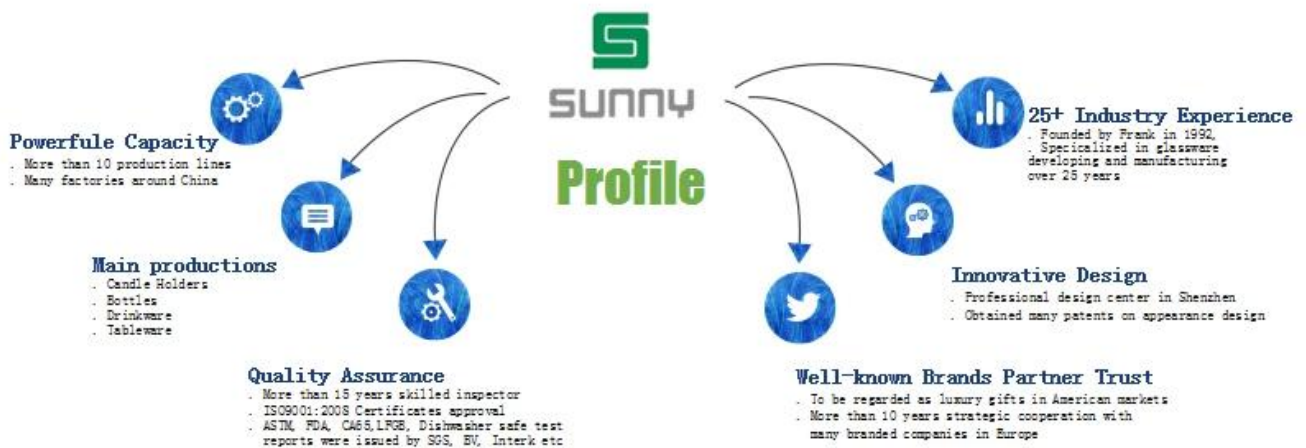 SUNNY
Profile
Powerfule Capacity
. More than 10 production lines
. Many factories around China
Main productions
. Candle Holders
. Bottles
. Drinkware
. Tableware
Quality Assurance
. More than 15 years skilled inspector
. ISO9001:2008 Certificates approval
. ASTM, FDA, CA65,LFGB, Dishwasher safe test
reports were issued by SGS, BV, Interk etc
25+ Industry Experience
. Founded by Frank in 1992,
. Specicalized in glassware
developing and manufacturing
over 25 years
Innovative Design
. Professional design center in Shenzhen
. Obtained many patents on appearance design
Well-known Brands Partner Trust
. To be regarded as luxury gifts in American markets
. More than 10 years strategic cooperation with
many branded companies in Europe